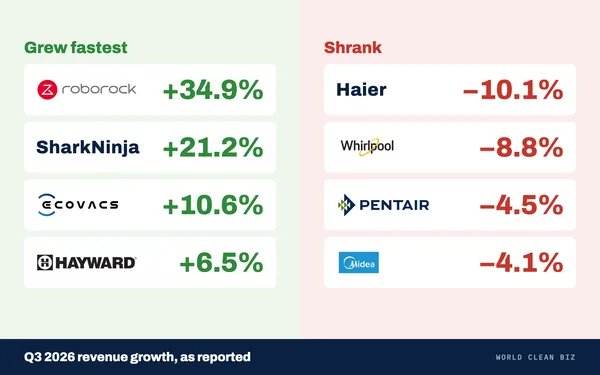 Grew fastest
roborock +34.9%
SharkNinja +21.2%
ECOVACS +10.6%
HAYWARD +6.5%
Shrank
Haier −10.1%
Whirlpool −8.8%
PENTAIR −4.5%
Midea −4.1%
Q3 2026 revenue growth, as reported
WORLD CLEAN BIZ